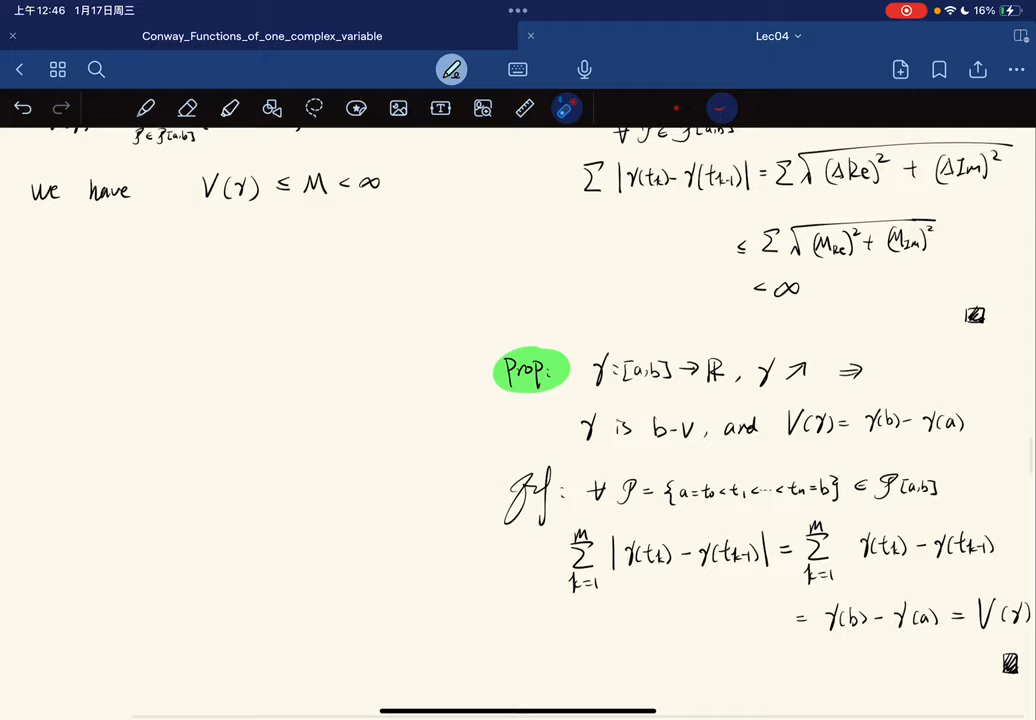 上午12:46 1月17日周三
16%
Conway_Functions_of_one_complex_variable
Lec04
P∈𝒫[a,b]
We have V(γ) ≤ M < ∞
∀ P ∈ 𝒫[a,b]
∑ |γ(tk) - γ(tk-1)| = ∑ √((ΔRe)² + (ΔIm)²)
≤ ∑ √((MRe)² + (MIm)²)
< ∞
Prop: γ:[a,b] → ℝ, γ ↗ ⇒
γ is b-v, and V(γ) = γ(b) - γ(a)
pf: ∀ P = {a=t0<t1<⋯<tm=b} ∈ 𝒫[a,b]
∑_{k=1}^{m} |γ(tk) - γ(tk-1)| = ∑_{k=1}^{m} γ(tk) - γ(tk-1)
= γ(b) - γ(a) = V(γ)